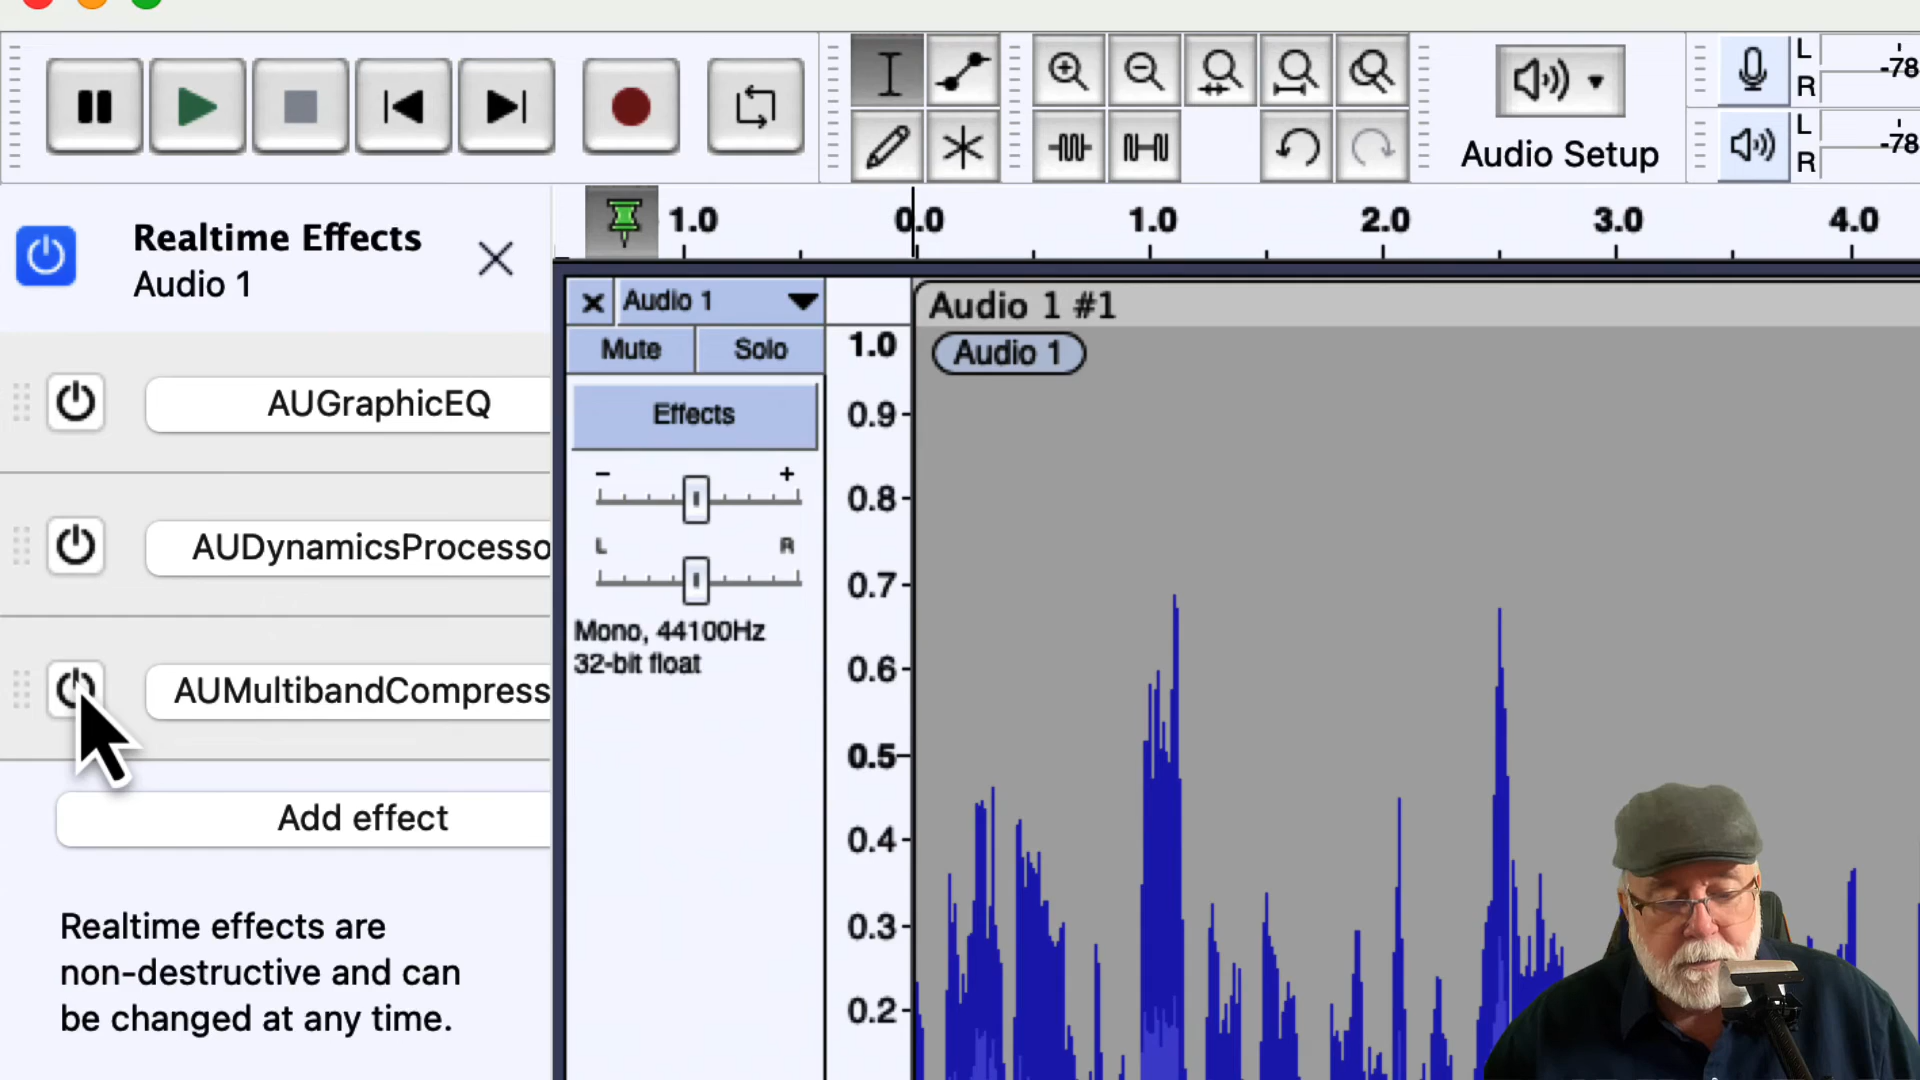 L
-78
R
Audio Setup
L
-78
R
Realtime Effects
Audio 1
1.0 0.0 1.0 2.0 3.0 4.0
Audio 1
Audio 1 #1
Mute Solo
1.0
Audio 1
AUGraphicEQ
Effects
0.9
- +
0.8
AUDynamicsProcesso
L R
0.7
Mono, 44100Hz
32-bit float
0.6
AUMultibandCompress
0.5
Add effect
0.4
Realtime effects are
non-destructive and can
be changed at any time.
0.3
0.2